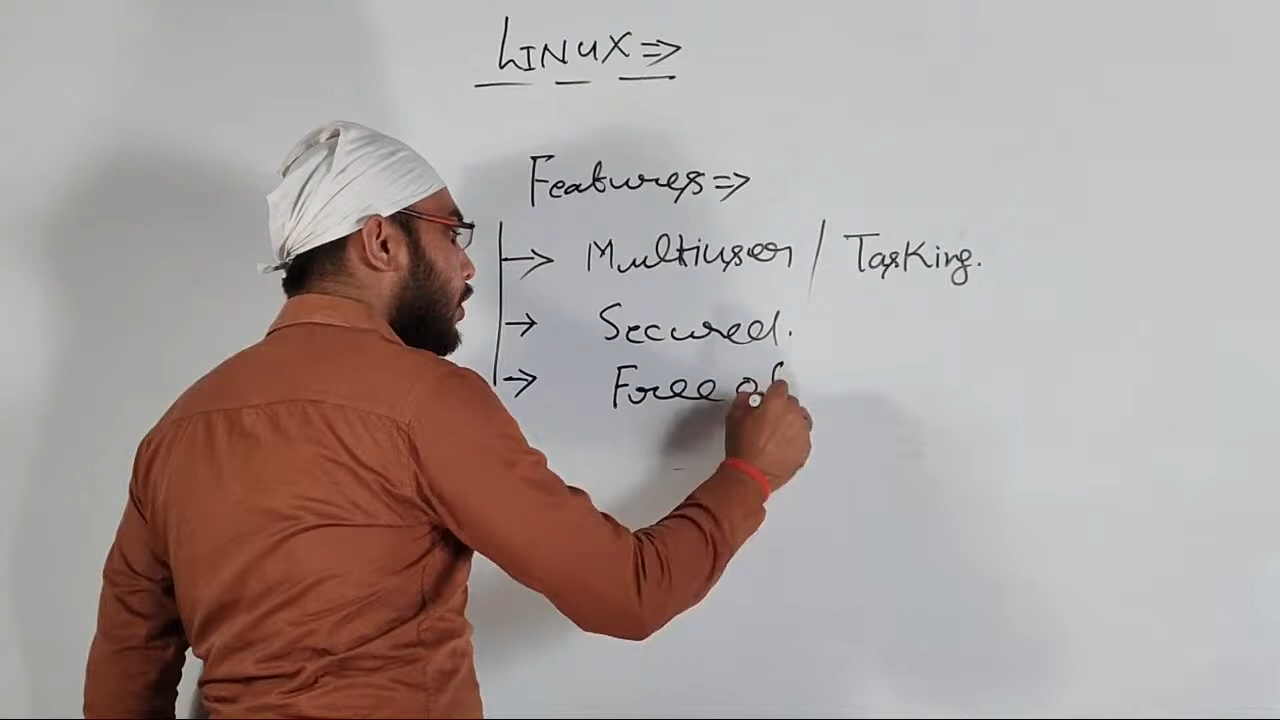 LINUX ⇒
Features ⇒
→ Multiuser / Tasking.
→ Secured.
→ Free of